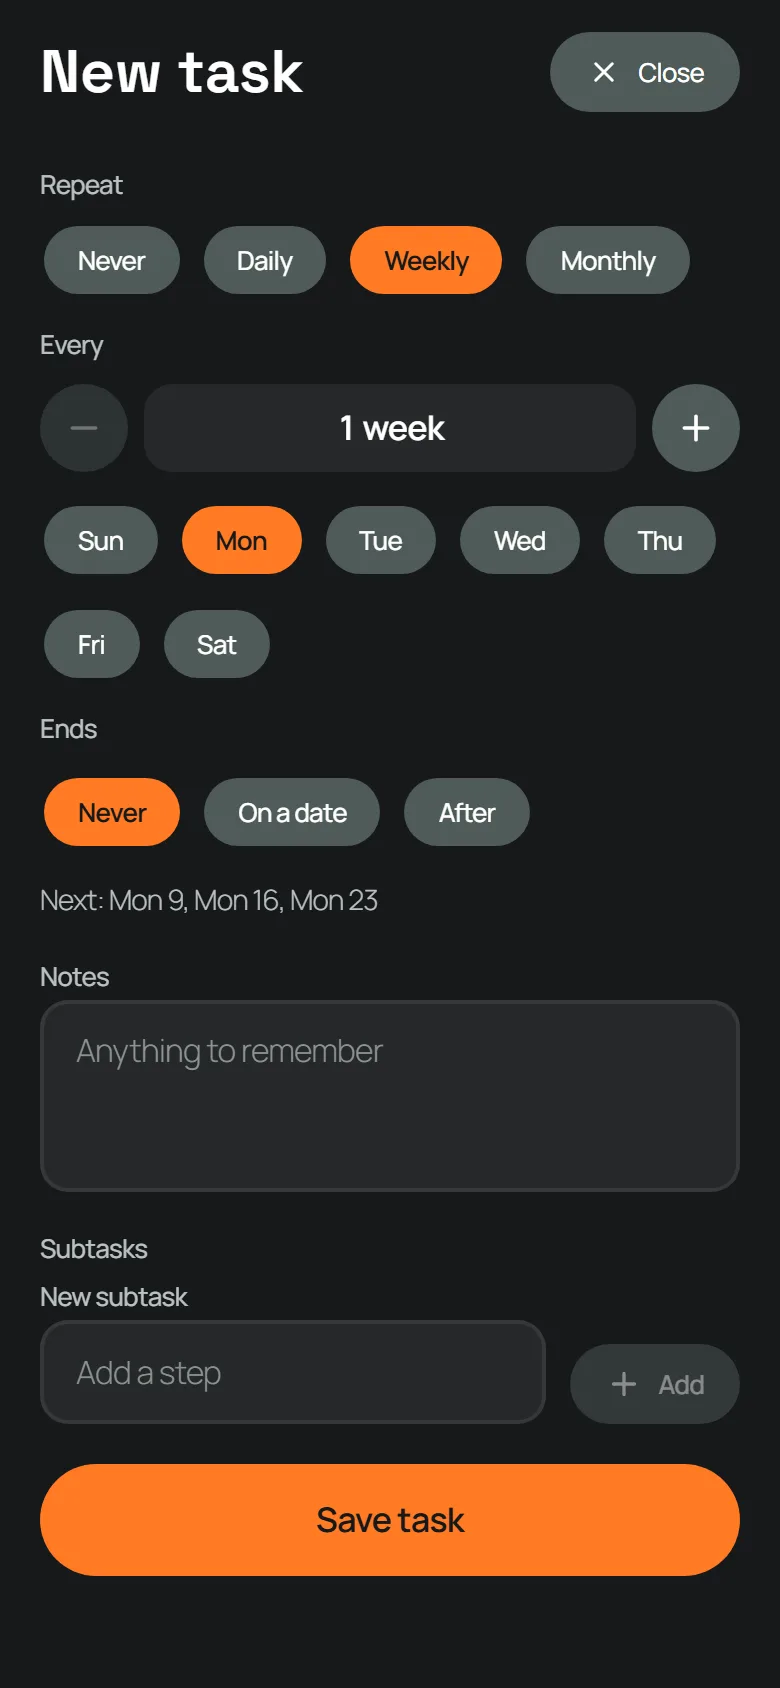 New task
Close
Repeat
Never Daily Weekly Monthly
Every
1 week
Sun Mon Tue Wed Thu
Fri Sat
Ends
Never On a date After
Next: Mon 9, Mon 16, Mon 23
Notes
Anything to remember
Subtasks
New subtask
Add a step
Add
Save task